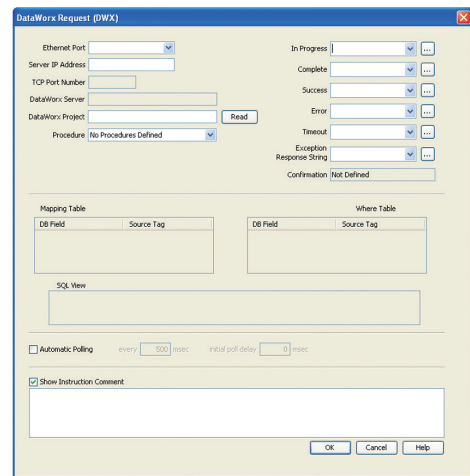 DataWorx Request (DWX)
Ethernet Port
Server IP Address
TCP Port Number
DataWorx Server
DataWorx Project
Read
Procedure No Procedures Defined
In Progress ...
Complete ...
Success ...
Error ...
Timeout ...
Exception
Response String ...
Confirmation Not Defined
Mapping Table
DB Field Source Tag
Where Table
DB Field Source Tag
SQL View
Automatic Polling every 500 msec initial poll delay 0 msec
Show Instruction Comment
OK Cancel Help